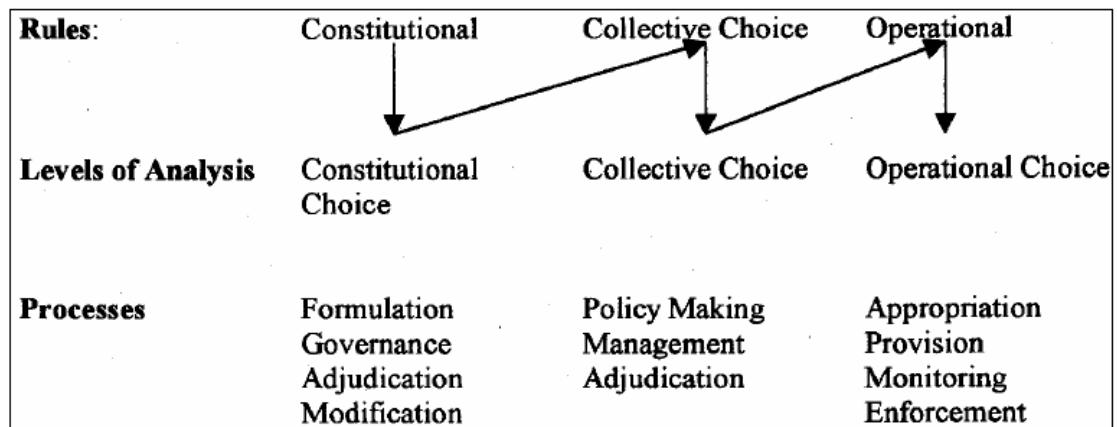 Rules: Constitutional Collective Choice Operational
Levels of Analysis Constitutional Collective Choice Operational Choice
Choice
Processes Formulation Policy Making Appropriation
Governance Management Provision
Adjudication Adjudication Monitoring
Modification Enforcement